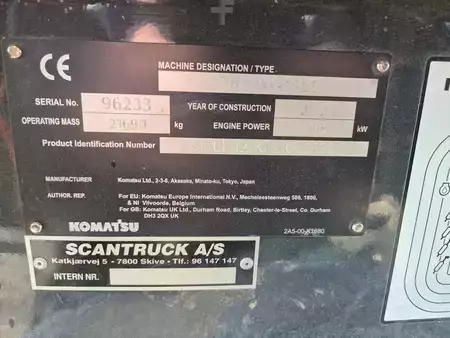 CE
MACHINE DESIGNATION / TYPE
SERIAL No. 96233 YEAR OF CONSTRUCTION
OPERATING MASS kg ENGINE POWER kW
Product Identification Number
MANUFACTURER Komatsu Ltd., 2-3-6, Akasaka, Minato-ku, Tokyo, Japan
AUTHOR. REP. For EU: Komatsu Europe International N.V., Mechelsesteenweg 586, 1800,
& NI Vilvoorde, Belgium
For GB: Komatsu UK Ltd., Durham Road, Birtley, Chester-le-Street, Co. Durham
DH3 2QX UK
KOMATSU
SCANTRUCK A/S
Katkjærvej 5 - 7800 Skive - Tlf.: 96 147 147
INTERN NR.